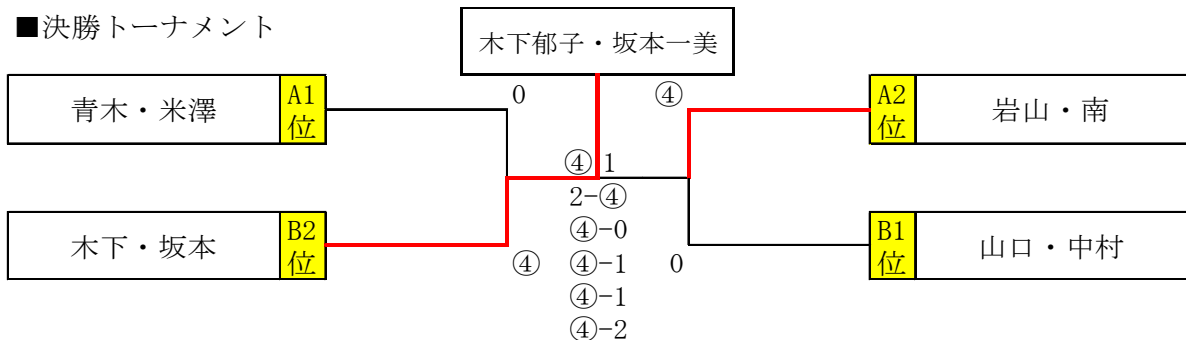 ■決勝トーナメント
木下郁子・坂本一美
青木・米澤
A1
位
0
④
A2
位
岩山・南
④ 1
2-④
④-0
④-1
④-1
④-2
木下・坂本
B2
位
④
0
B1
位
山口・中村